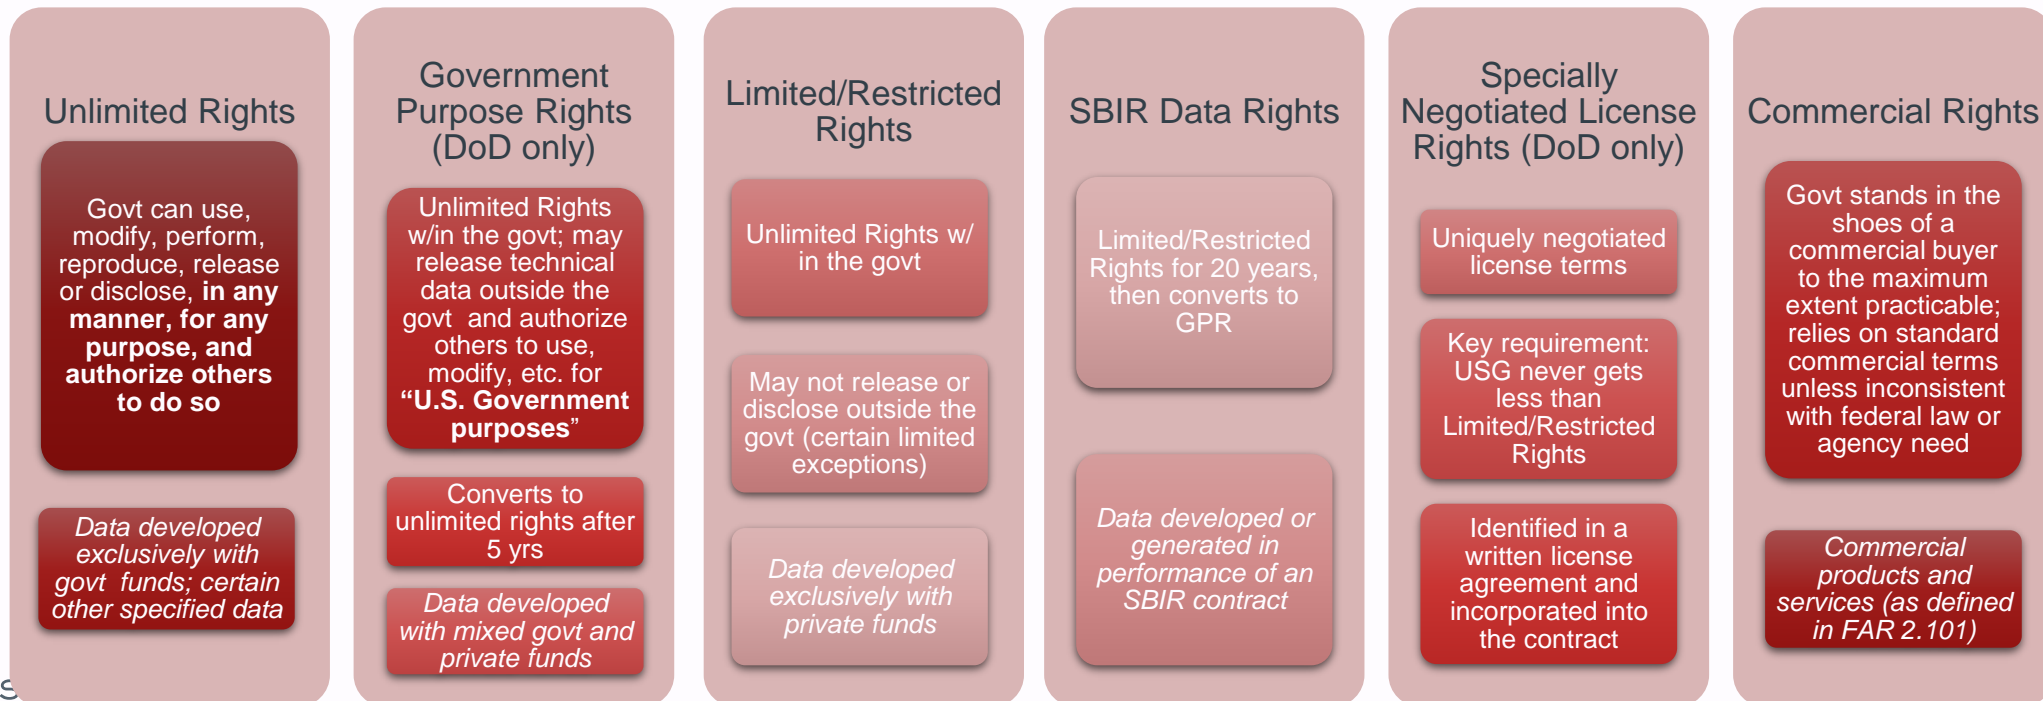 Unlimited Rights
Govt can use,
modify, perform,
reproduce, release
or disclose, in any
manner, for any
purpose, and
authorize others
to do so
Data developed
exclusively with
govt funds; certain
other specified data
Government
Purpose Rights
(DoD only)
Unlimited Rights
w/in the govt; may
release technical
data outside the
govt and authorize
others to use,
modify, etc. for
“U.S. Government
purposes”
Converts to
unlimited rights after
5 yrs
Data developed
with mixed govt and
private funds
Limited/Restricted
Rights
Unlimited Rights w/
in the govt
May not release or
disclose outside the
govt (certain limited
exceptions)
Data developed
exclusively with
private funds
SBIR Data Rights
Limited/Restricted
Rights for 20 years,
then converts to
GPR
Data developed or
generated in
performance of an
SBIR contract
Specially
Negotiated License
Rights (DoD only)
Uniquely negotiated
license terms
Key requirement:
USG never gets
less than
Limited/Restricted
Rights
Identified in a
written license
agreement and
incorporated into
the contract
Commercial Rights
Govt stands in the
shoes of a
commercial buyer
to the maximum
extent practicable;
relies on standard
commercial terms
unless inconsistent
with federal law or
agency need
Commercial
products and
services (as defined
in FAR 2.101)